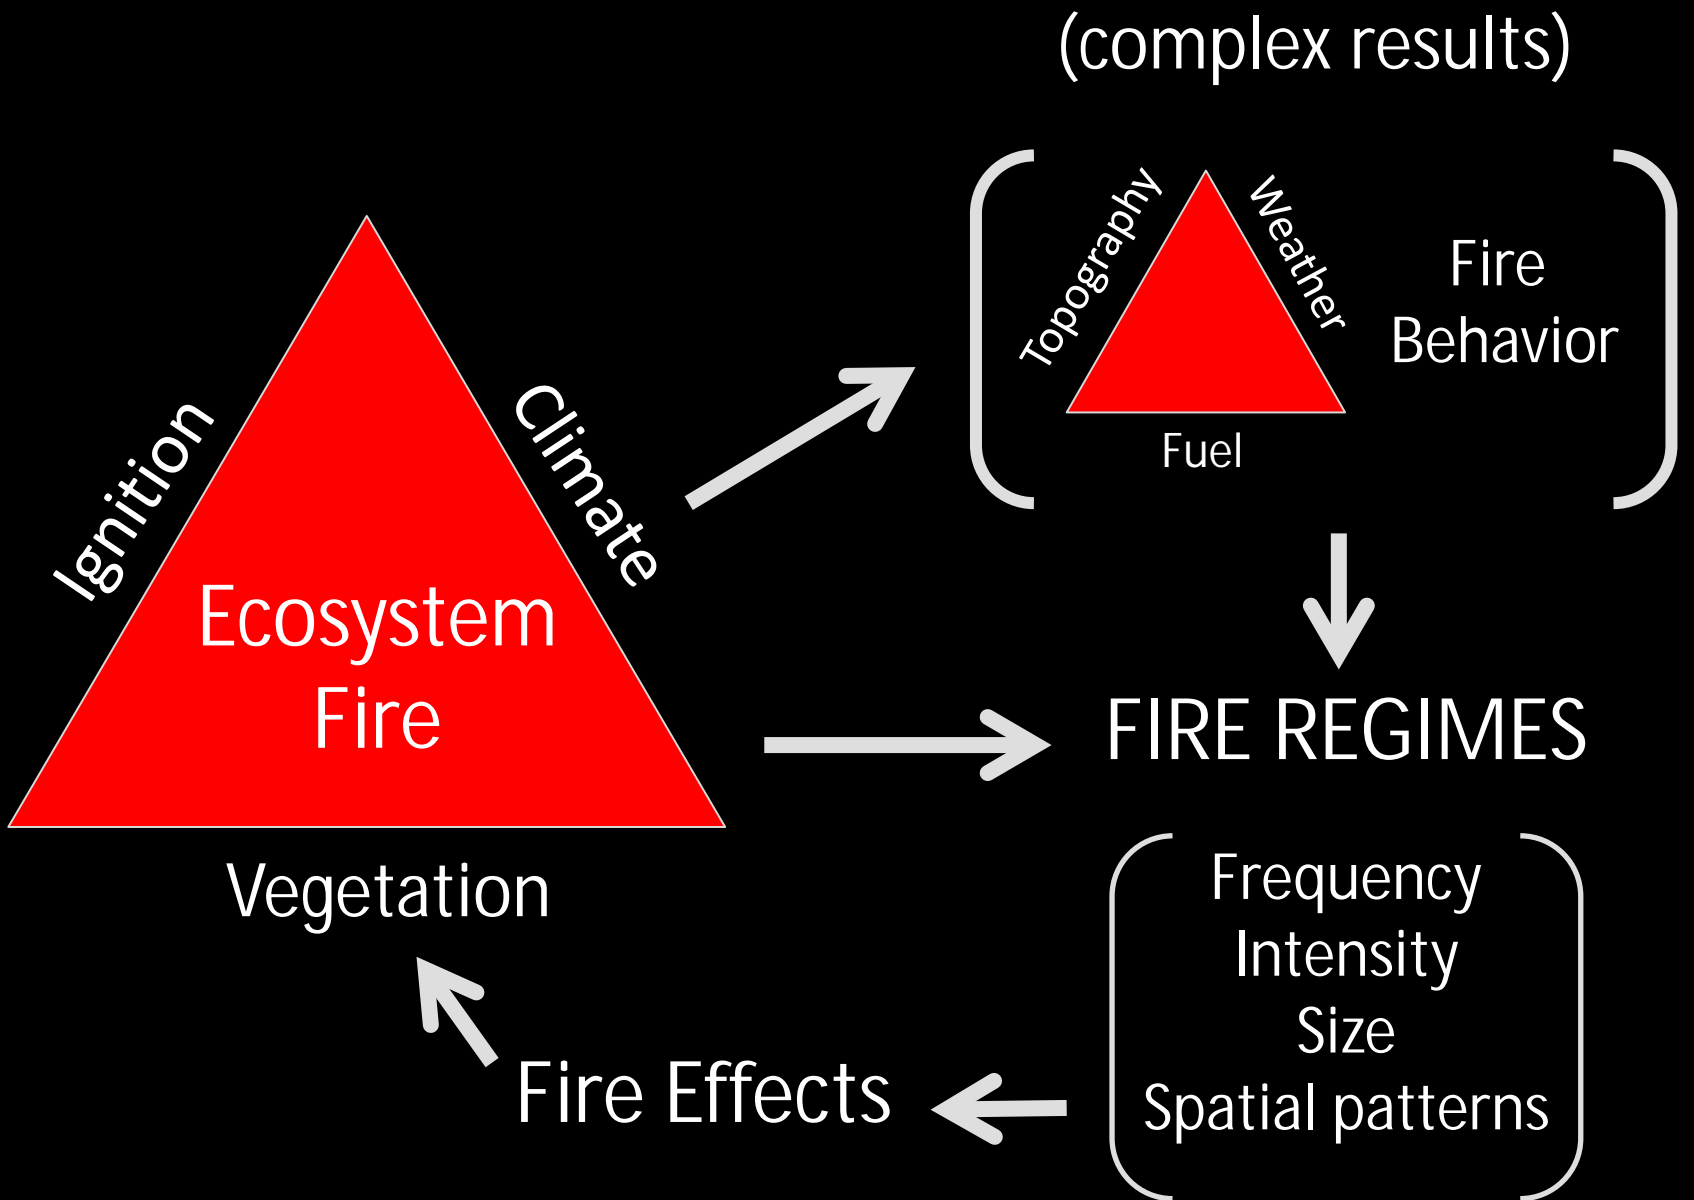 (complex results)
Topography
Weather
Fuel
Fire
Behavior
Ignition
Climate
Ecosystem
Fire
Vegetation
FIRE REGIMES
Frequency
Intensity
Size
Spatial patterns
Fire Effects